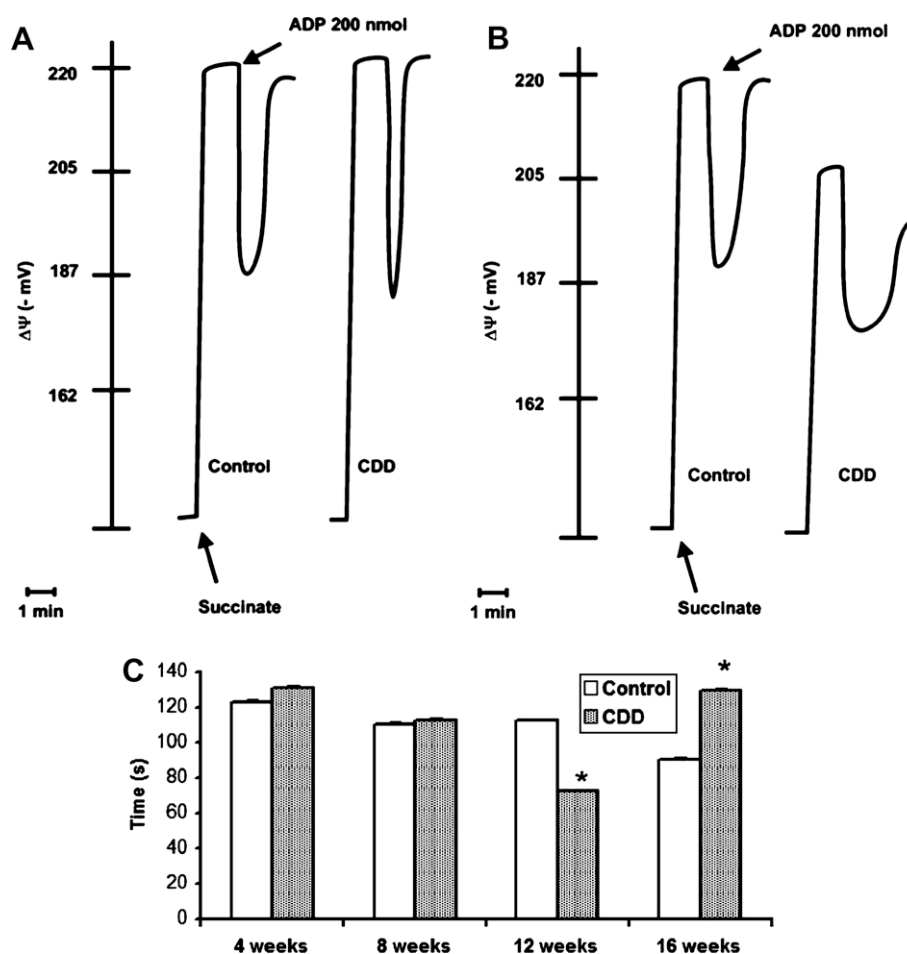 A
ADP 200 nmol
220
205
187
162
ΔΨ (- mV)
Control
CDD
1 min
Succinate
B
ADP 200 nmol
220
205
187
162
ΔΨ (- mV)
Control
CDD
1 min
Succinate
C
140
120
100
80
60
40
20
0
Time (s)
Control
CDD
*
*
4 weeks
8 weeks
12 weeks
16 weeks